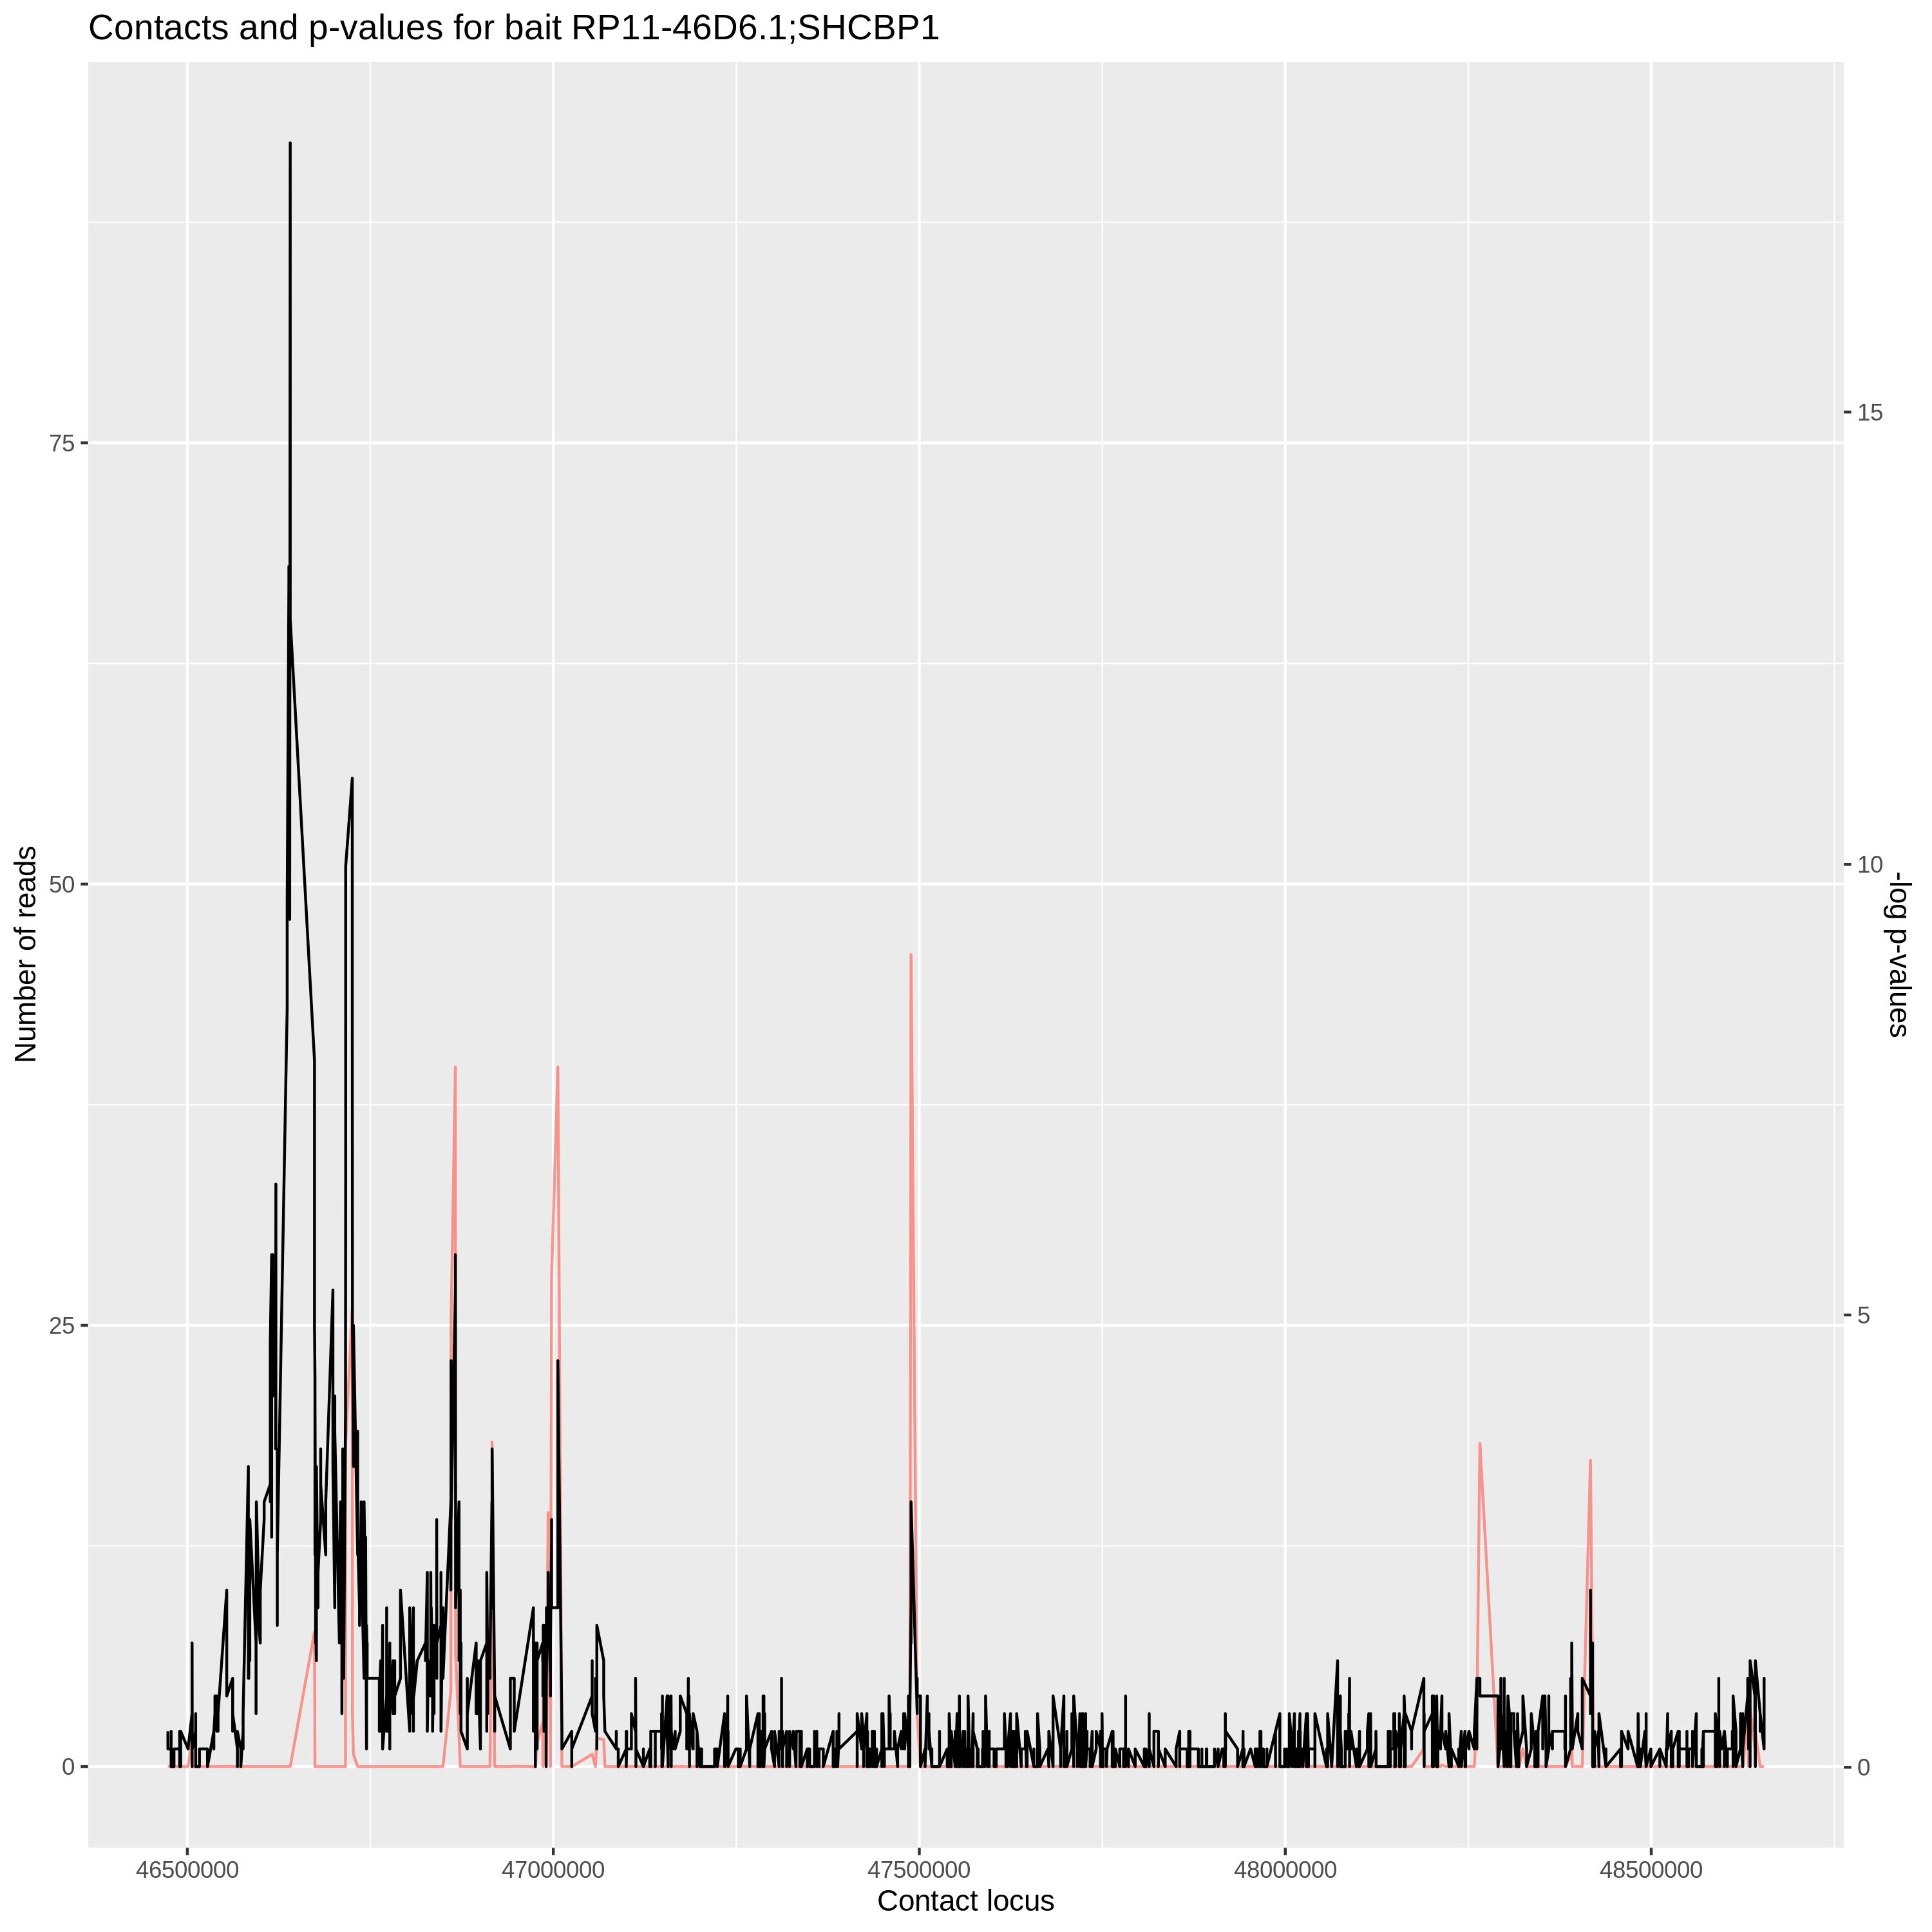 Contacts and p-values for bait RP11-46D6.1;SHCBP1
Number of reads
75
50
25
0
15
10
5
0
-log p-values
46500000 47000000 47500000 48000000 48500000
Contact locus